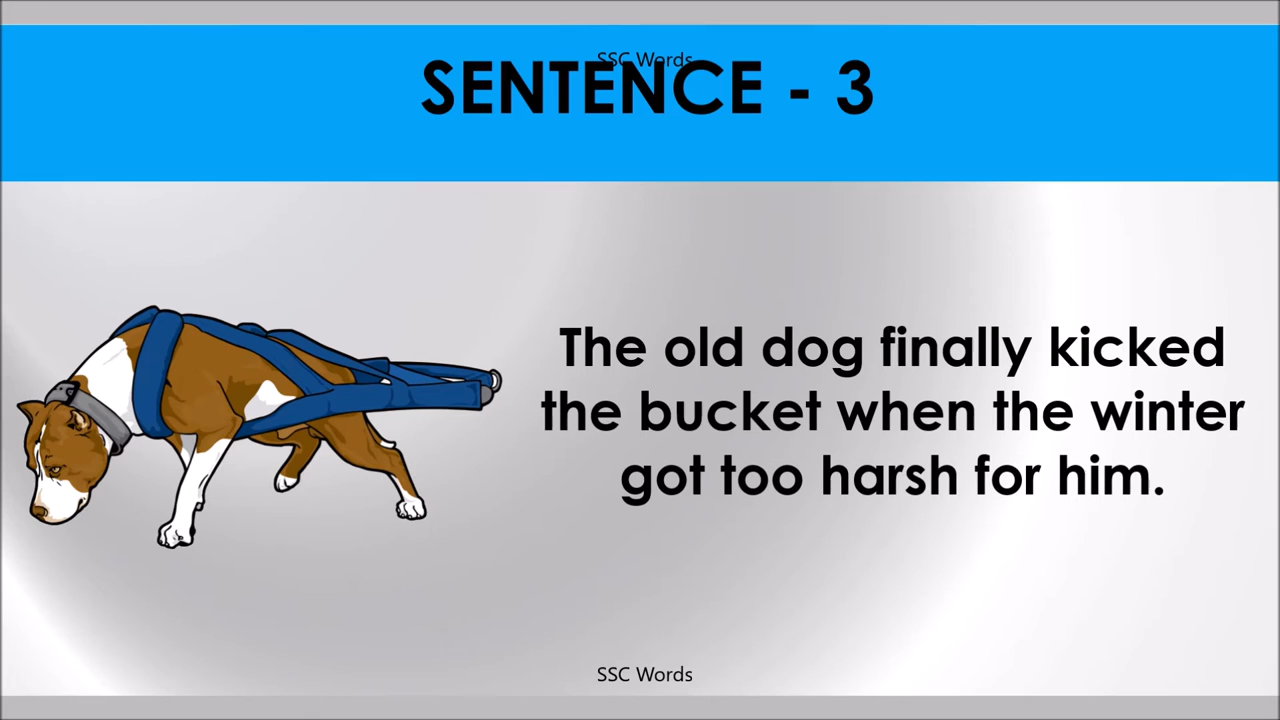 SSC Words
SENTENCE - 3
The old dog finally kicked
the bucket when the winter
got too harsh for him.
SSC Words